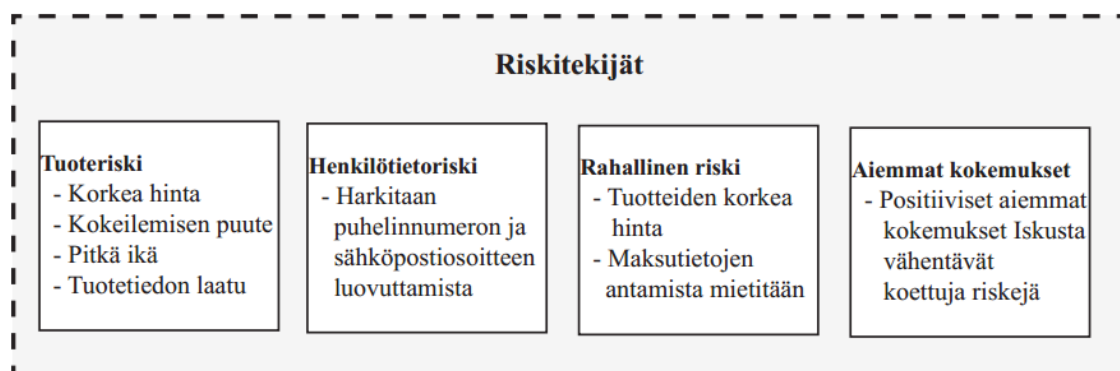 Riskitekijät
Tuoteriski
- Korkea hinta
- Kokeilemisen puute
- Pitkä ikä
- Tuotetiedon laatu
Henkilötietoriski
- Harkitaan
puhelinnumeron ja
sähköpostiosoitteen
luovuttamista
Rahallinen riski
- Tuotteiden korkea
hinta
- Maksutietojen
antamista mietitään
Aiemmat kokemukset
- Positiiviset aiemmat
kokemukset Iskusta
vähentävät
koettuja riskejä